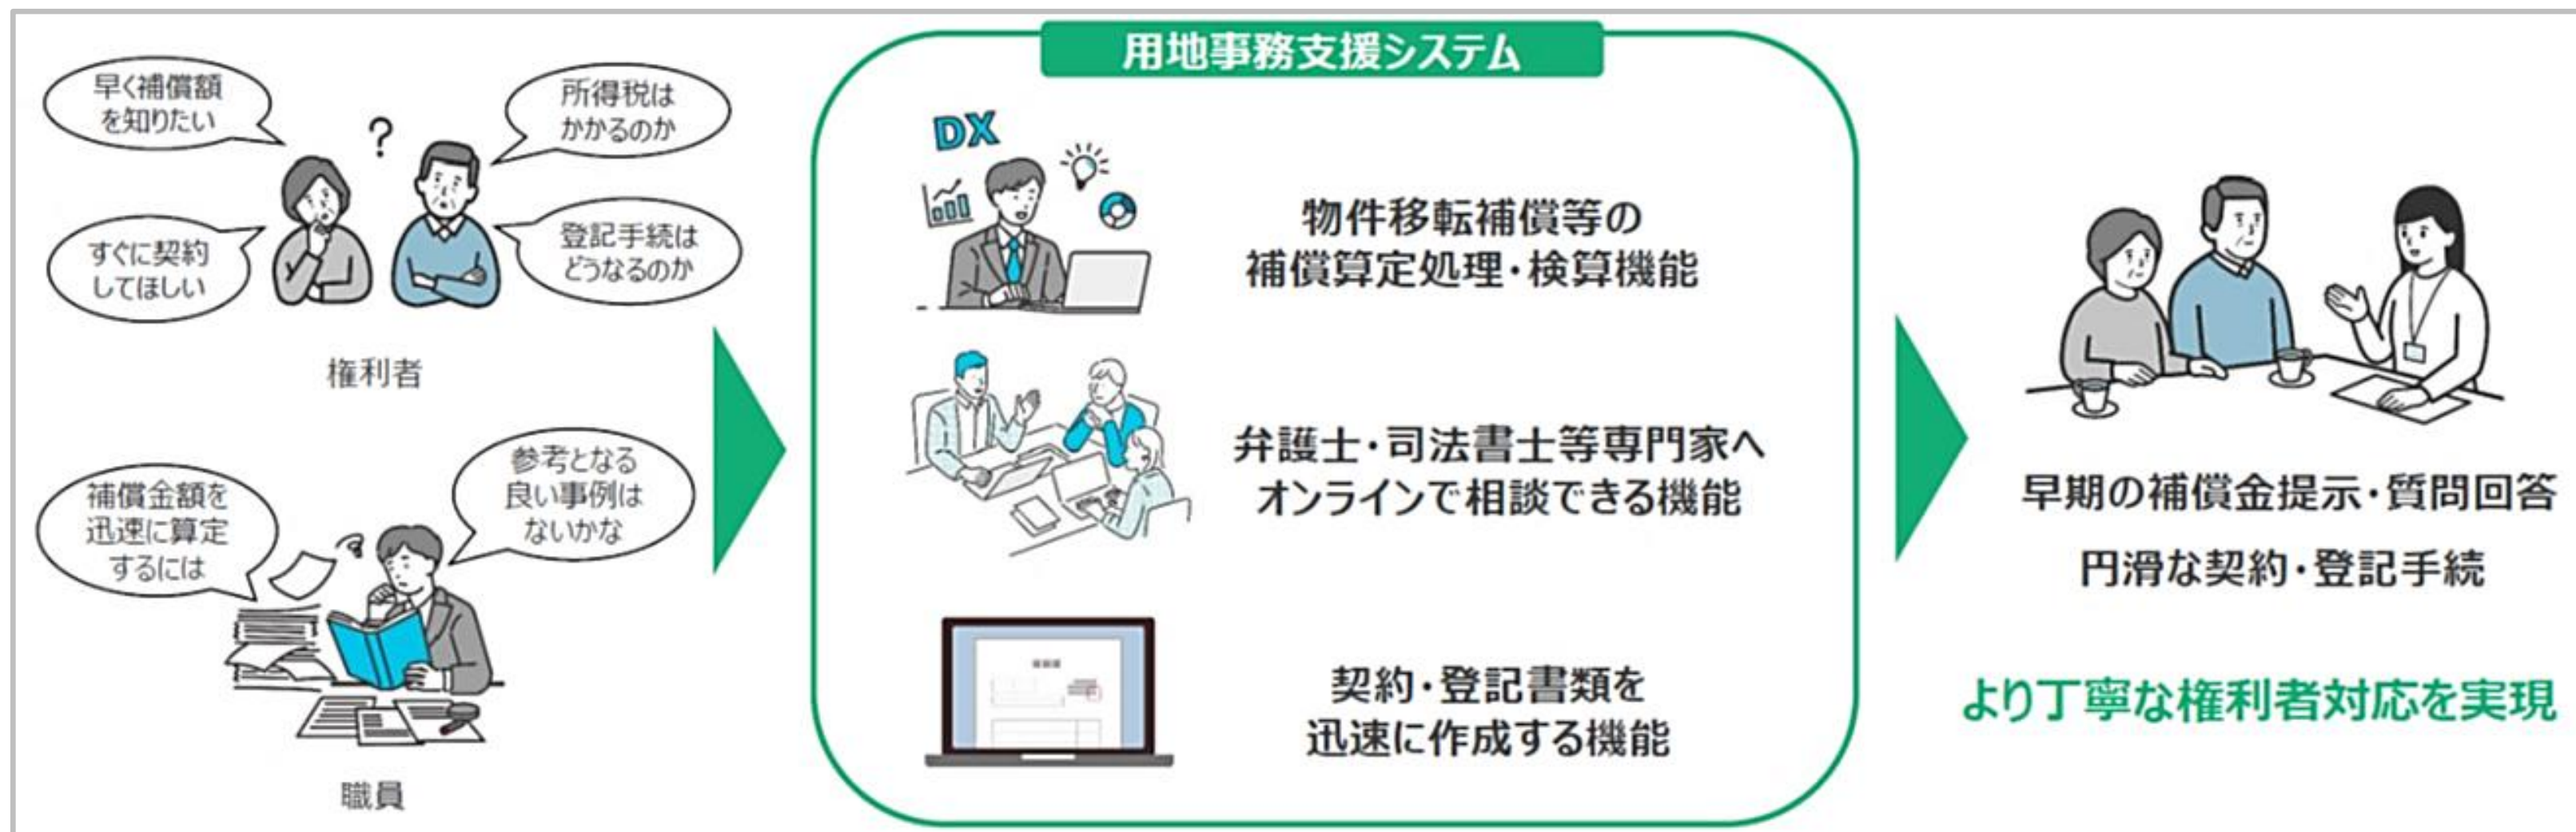 早く補償額
を知りたい
?
所得税は
かかるのか
すぐに契約
してほしい
登記手続は
どうなるのか
権利者
補償金額を
迅速に算定
するには
参考となる
良い事例は
ないかな
職員
用地事務支援システム
DX
物件移転補償等の
補償算定処理・検算機能
弁護士・司法書士等専門家へ
オンラインで相談できる機能
契約・登記書類を
迅速に作成する機能
早期の補償金提示・質問回答
円滑な契約・登記手続
より丁寧な権利者対応を実現